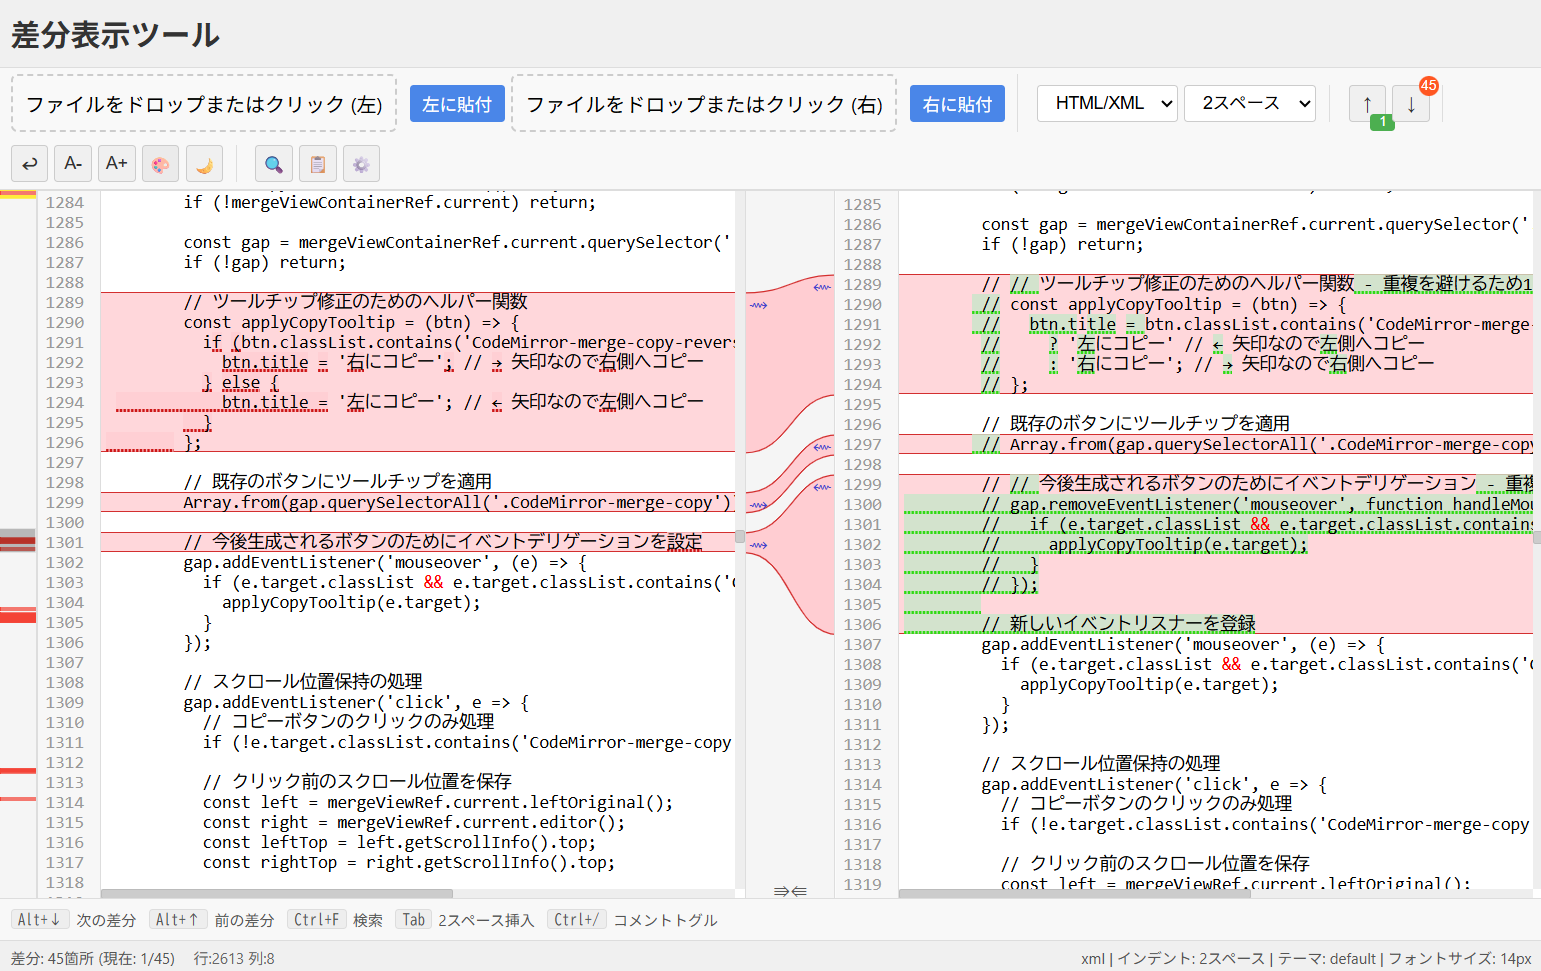 差分表示ツール
ファイルをドロップまたはクリック (左)
左に貼付
ファイルをドロップまたはクリック (右)
右に貼付
HTML/XML
2スペース
↑
1
↓
45
↩
A-
A+
1284 if (!mergeViewContainerRef.current) return;
1285
1286 const gap = mergeViewContainerRef.current.querySelector('
1287 if (!gap) return;
1288
1289 // ツールチップ修正のためのヘルパー関数
1290 const applyCopyTooltip = (btn) => {
1291 if (btn.classList.contains('CodeMirror-merge-copy-revers
1292 btn.title = '右にコピー'; // → 矢印なので右側へコピー
1293 } else {
1294 btn.title = '左にコピー'; // ← 矢印なので左側へコピー
1295 }
1296 };
1297
1298 // 既存のボタンにツールチップを適用
1299 Array.from(gap.querySelectorAll('.CodeMirror-merge-copy')
1300
1301 // 今後生成されるボタンのためにイベントデリゲーションを設定
1302 gap.addEventListener('mouseover', (e) => {
1303 if (e.target.classList && e.target.classList.contains('C
1304 applyCopyTooltip(e.target);
1305 }
1306 });
1307
1308 // スクロール位置保持の処理
1309 gap.addEventListener('click', e => {
1310 // コピーボタンのクリックのみ処理
1311 if (!e.target.classList.contains('CodeMirror-merge-copy
1312
1313 // クリック前のスクロール位置を保存
1314 const left = mergeViewRef.current.leftOriginal();
1315 const right = mergeViewRef.current.editor();
1316 const leftTop = left.getScrollInfo().top;
1317 const rightTop = right.getScrollInfo().top;
1318
⇛⇚
1285
1286 const gap = mergeViewContainerRef.current.querySelector('
1287 if (!gap) return;
1288
1289 // // ツールチップ修正のためのヘルパー関数 - 重複を避けるため1
1290 // const applyCopyTooltip = (btn) => {
1291 // btn.title = btn.classList.contains('CodeMirror-merge-
1292 // ? '左にコピー' // ← 矢印なので左側へコピー
1293 // : '右にコピー'; // → 矢印なので右側へコピー
1294 // };
1295
1296 // 既存のボタンにツールチップを適用
1297 // Array.from(gap.querySelectorAll('.CodeMirror-merge-copy
1298
1299 // // 今後生成されるボタンのためにイベントデリゲーション - 重複
1300 // gap.removeEventListener('mouseover', function handleMou
1301 // if (e.target.classList && e.target.classList.contains
1302 // applyCopyTooltip(e.target);
1303 // }
1304 // });
1305
1306 // 新しいイベントリスナーを登録
1307 gap.addEventListener('mouseover', (e) => {
1308 if (e.target.classList && e.target.classList.contains('C
1309 applyCopyTooltip(e.target);
1310 }
1311 });
1312
1313 // スクロール位置保持の処理
1314 gap.addEventListener('click', e => {
1315 // コピーボタンのクリックのみ処理
1316 if (!e.target.classList.contains('CodeMirror-merge-copy
1317
1318 // クリック前のスクロール位置を保存
1319 const left = mergeViewRef.current.leftOriginal();
Alt+↓ 次の差分 Alt+↑ 前の差分 Ctrl+F 検索 Tab 2スペース挿入 Ctrl+/ コメントトグル
差分: 45箇所 (現在: 1/45) 行:2613 列:8
xml | インデント: 2スペース | テーマ: default | フォントサイズ: 14px